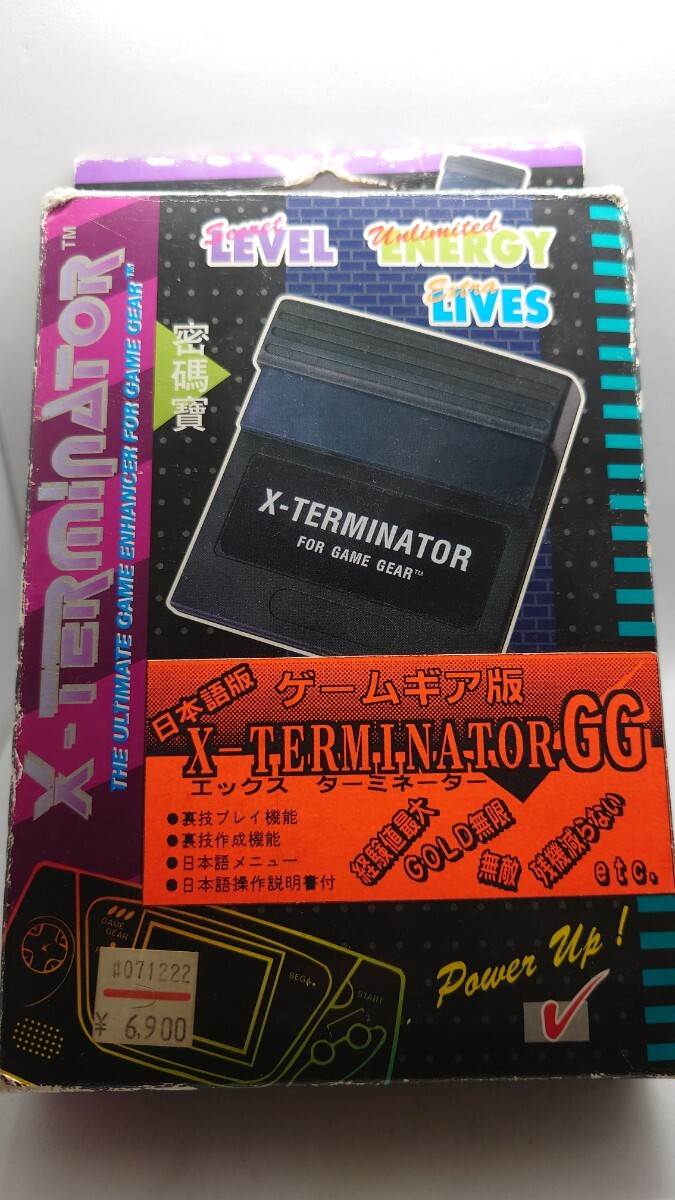 X-TERMINATOR™
THE ULTIMATE GAME ENHANCER FOR GAME GEAR™
Secret
LEVEL
Unlimited
ENERGY
Extra
LIVES
密碼寶
X-TERMINATOR
FOR GAME GEAR™
日本語版
ゲームギア版
X-TERMINATOR GG
エックス ターミネーター
●裏技プレイ機能
●裏技作成機能
●日本語メニュー
●日本語操作説明書付
経験値最大
GOLD無限
無敵
残機減らない
etc.
GAME
GEAR
START
#071222
¥ 6,900
Power Up!